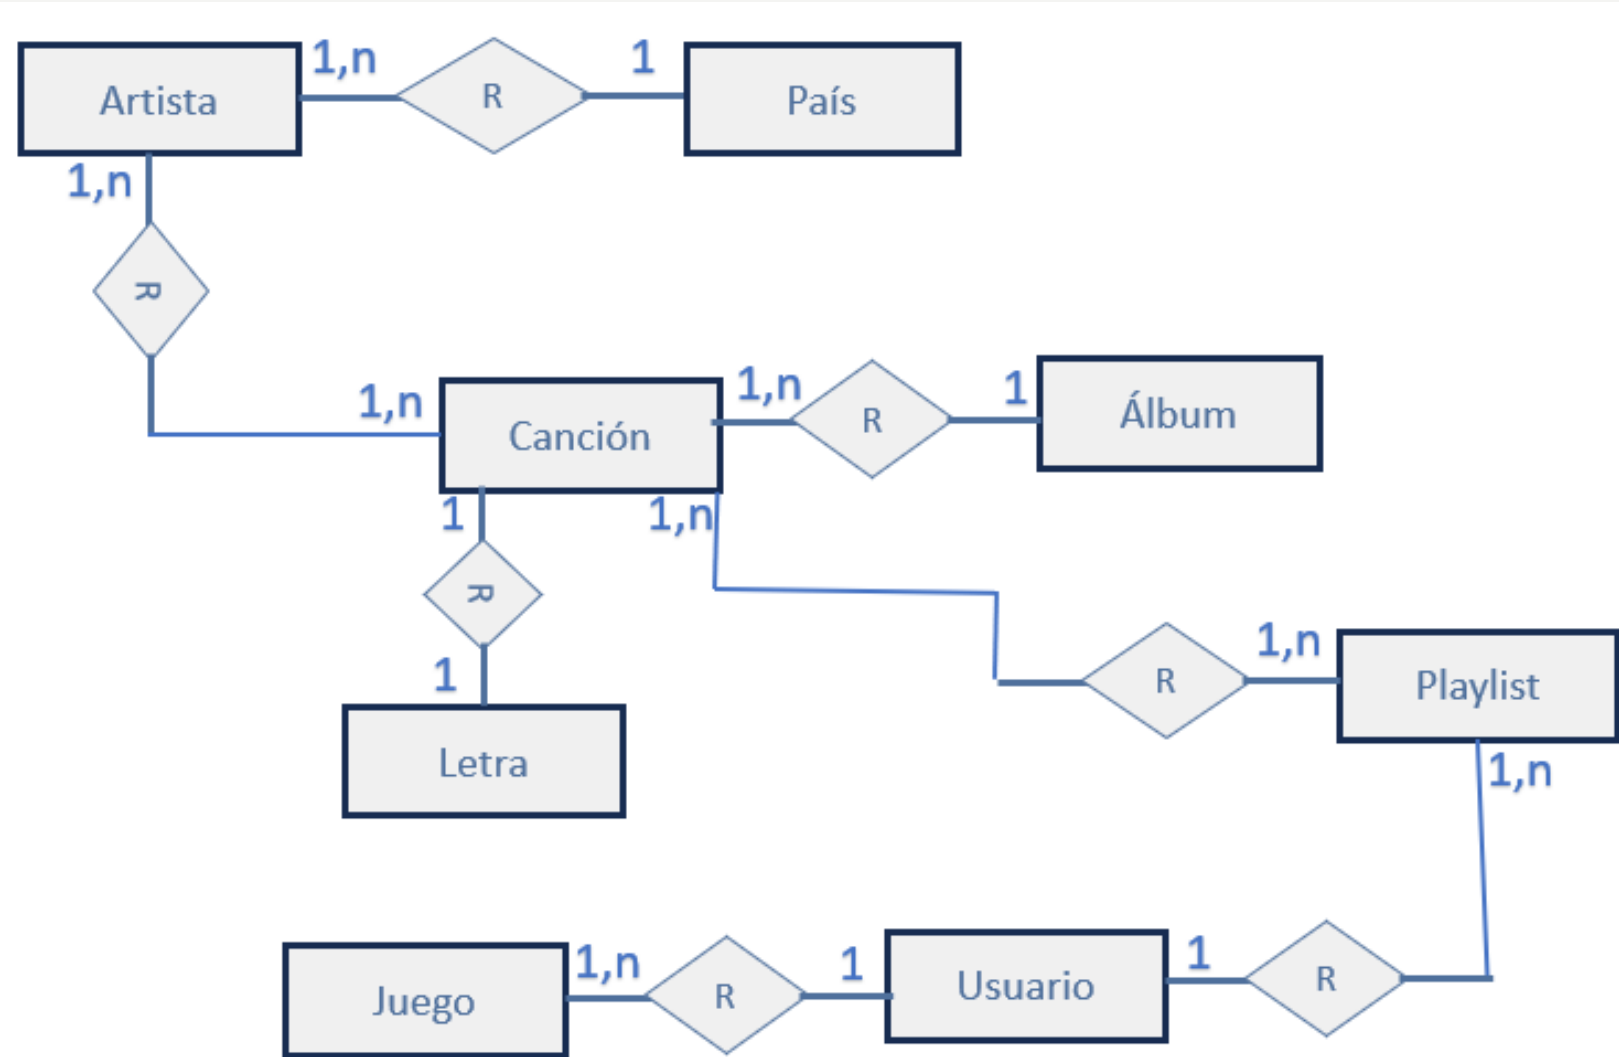 Artista
1,n
R
1
País
1,n
R
1,n
Canción
1,n
R
1
Álbum
1
R
1
Letra
1,n
R
1,n
Playlist
1,n
Juego
1,n
R
1
Usuario
1
R